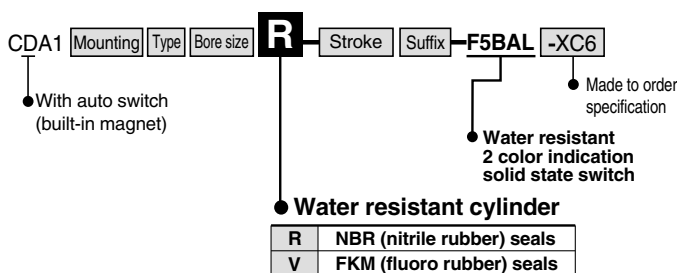 CDA1 Mounting Type Bore size R Stroke Suffix F5BAL -XC6
With auto switch
(built-in magnet)
Made to order
specification
Water resistant
2 color indication
solid state switch
Water resistant cylinder
R NBR (nitrile rubber) seals
V FKM (fluoro rubber) seals